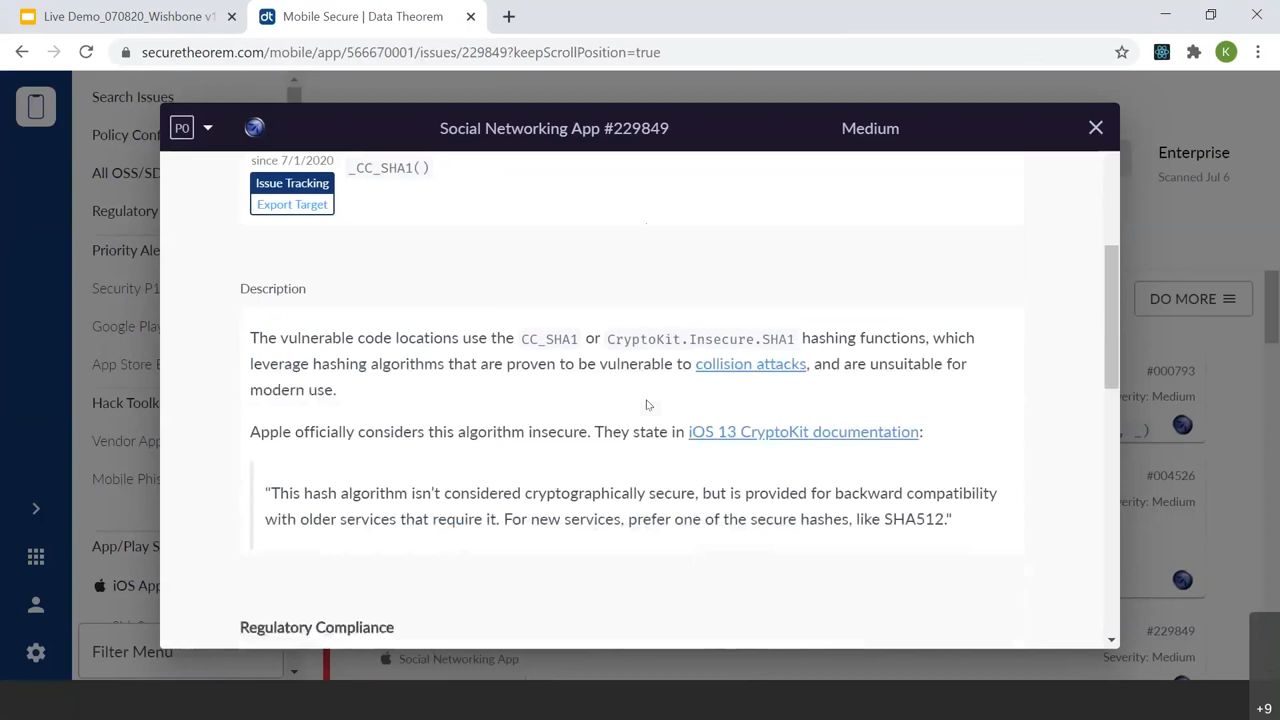 Live Demo_070820_Wishbone v1
Mobile Secure | Data Theorem
securetheorem.com/mobile/app/566670001/issues/229849?keepScrollPosition=true
K
Search Issues
Policy Conf
All OS/SE
Regulatory
Priority Ale
Security P1
Google Play
App Store
Hack Toolk
Vendor App
Mobile Pho
App/Play S
iOS App
Filter Menu
P0
Social Networking App #229849
Medium
since 7/1/2020
_CC_SHA1()
Issue Tracking
Export Target
Description
The vulnerable code locations use the CC_SHA1 or CryptoKit.Insecure.SHA1 hashing functions, which
leverage hashing algorithms that are proven to be vulnerable to collision attacks, and are unsuitable for
modern use.
Apple officially considers this algorithm insecure. They state in iOS 13 CryptoKit documentation:
"This hash algorithm isn't considered cryptographically secure, but is provided for backward compatibility
with older services that require it. For new services, prefer one of the secure hashes, like SHA512."
Regulatory Compliance
Social Networking App
Enterprise
Scanned Jul 6
DO MORE
#000793
everity: Medium
_)
#004526
everity: Medium
#229849
Severity: Medium
+9